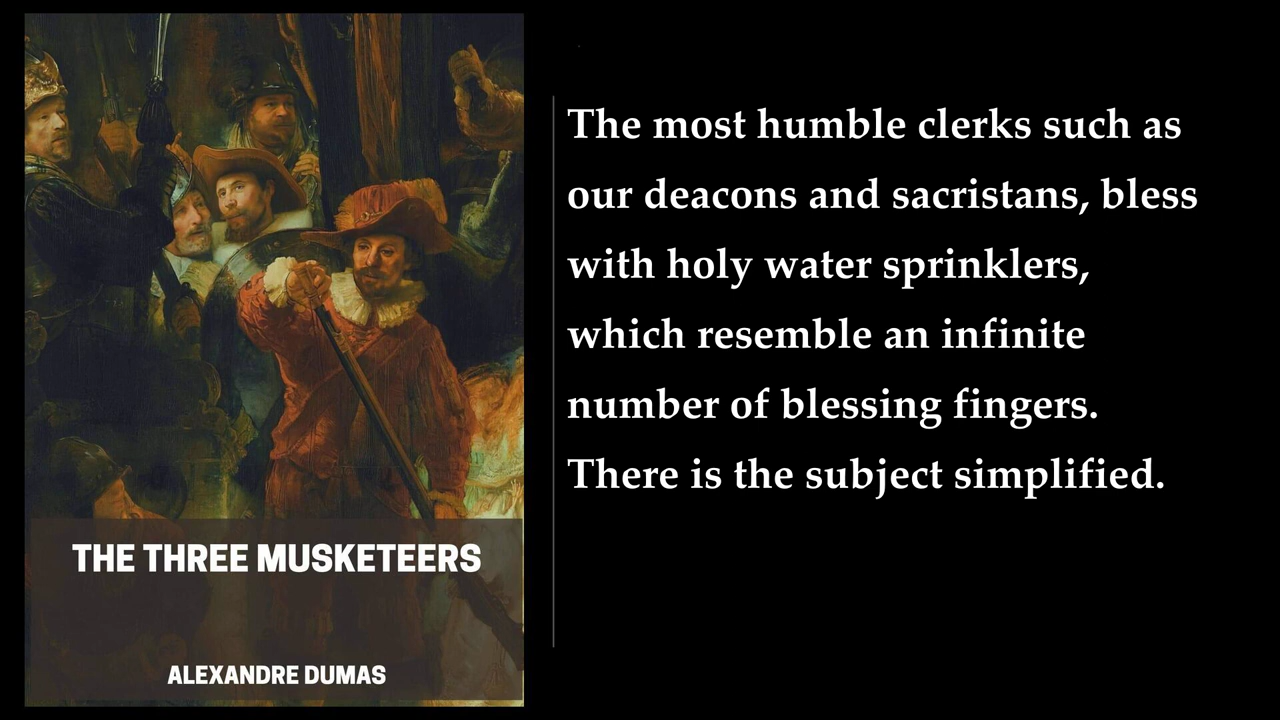 THE THREE MUSKETEERS
ALEXANDRE DUMAS
The most humble clerks such as
our deacons and sacristans, bless
with holy water sprinklers,
which resemble an infinite
number of blessing fingers.
There is the subject simplified.